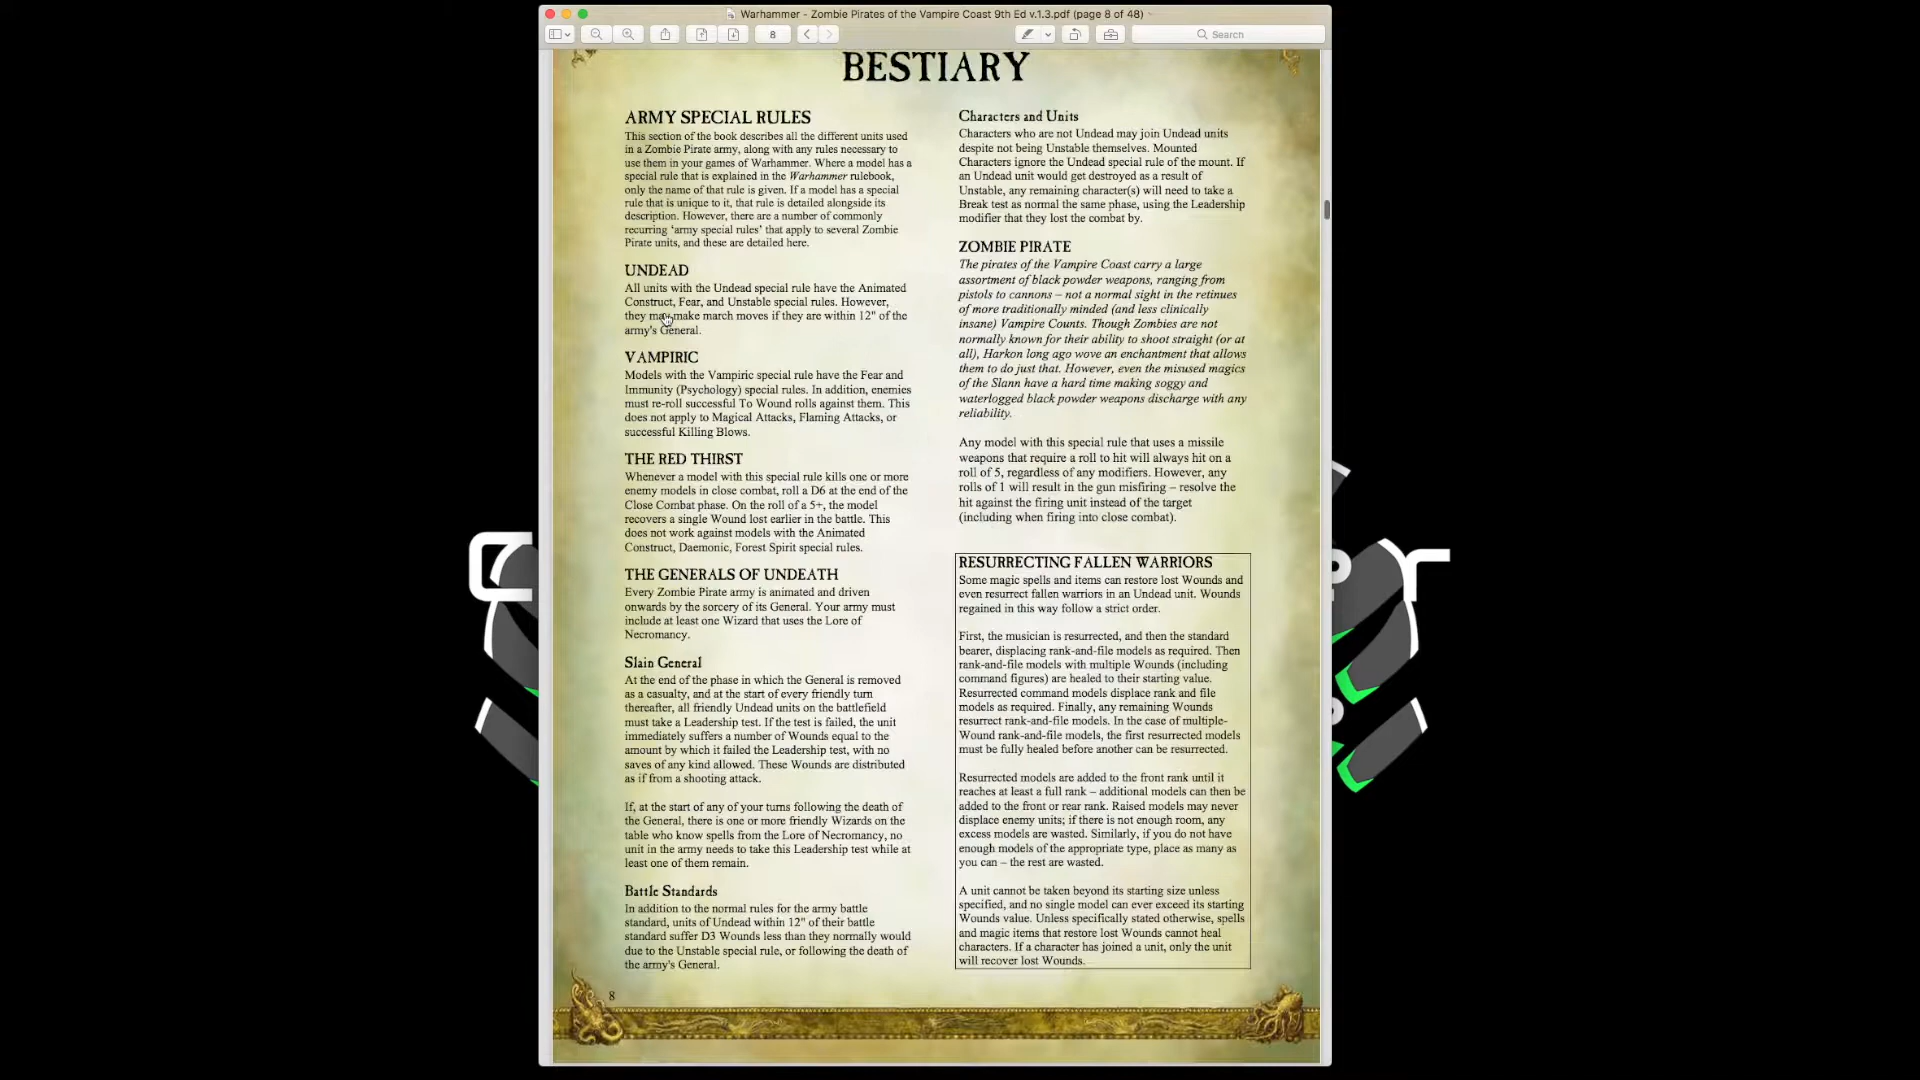 Warhammer - Zombie Pirates of the Vampire Coast 9th Ed v.1.3.pdf (page 8 of 48)
8
Search
BESTIARY
ARMY SPECIAL RULES
This section of the book describes all the different units used
in a Zombie Pirate army, along with any rules necessary to
use them in your games of Warhammer. Where a model has a
special rule that is explained in the Warhammer rulebook,
only the name of that rule is given. If a model has a special
rule that is unique to it, that rule is detailed alongside its
description. However, there are a number of commonly
recurring ‘army special rules’ that apply to several Zombie
Pirate units, and these are detailed here.
UNDEAD
All units with the Undead special rule have the Animated
Construct, Fear, and Unstable special rules. However,
they may make march moves if they are within 12" of the
army's General.
VAMPIRIC
Models with the Vampiric special rule have the Fear and
Immunity (Psychology) special rules. In addition, enemies
must re-roll successful To Wound rolls against them. This
does not apply to Magical Attacks, Flaming Attacks, or
successful Killing Blows.
THE RED THIRST
Whenever a model with this special rule kills one or more
enemy models in close combat, roll a D6 at the end of the
Close Combat phase. On the roll of a 5+, the model
recovers a single Wound lost earlier in the battle. This
does not work against models with the Animated
Construct, Daemonic, Forest Spirit special rules.
THE GENERALS OF UNDEATH
Every Zombie Pirate army is animated and driven
onwards by the sorcery of its General. Your army must
include at least one Wizard that uses the Lore of
Necromancy.
Slain General
At the end of the phase in which the General is removed
as a casualty, and at the start of every friendly turn
thereafter, all friendly Undead units on the battlefield
must take a Leadership test. If the test is failed, the unit
immediately suffers a number of Wounds equal to the
amount by which it failed the Leadership test, with no
saves of any kind allowed. These Wounds are distributed
as if from a shooting attack.
If, at the start of any of your turns following the death of
the General, there is one or more friendly Wizards on the
table who know spells from the Lore of Necromancy, no
unit in the army needs to take this Leadership test while at
least one of them remain.
Battle Standards
In addition to the normal rules for the army battle
standard, units of Undead within 12" of their battle
standard suffer D3 Wounds less than they normally would
due to the Unstable special rule, or following the death of
the army's General.
Characters and Units
Characters who are not Undead may join Undead units
despite not being Unstable themselves. Mounted
Characters ignore the Undead special rule of the mount. If
an Undead unit would get destroyed as a result of
Unstable, any remaining character(s) will need to take a
Break test as normal the same phase, using the Leadership
modifier that they lost the combat by.
ZOMBIE PIRATE
The pirates of the Vampire Coast carry a large
assortment of black powder weapons, ranging from
pistols to cannons – not a normal sight in the retinues
of more traditionally minded (and less clinically
insane) Vampire Counts. Though Zombies are not
normally known for their ability to shoot straight (or at
all), Harkon long ago wove an enchantment that allows
them to do just that. However, even the misused magics
of the Slann have a hard time making soggy and
waterlogged black powder weapons discharge with any
reliability.
Any model with this special rule that uses a missile
weapons that require a roll to hit will always hit on a
roll of 5, regardless of any modifiers. However, any
rolls of 1 will result in the gun misfiring – resolve the
hit against the firing unit instead of the target
(including when firing into close combat).
RESURRECTING FALLEN WARRIORS
Some magic spells and items can restore lost Wounds and
even resurrect fallen warriors in an Undead unit. Wounds
regained in this way follow a strict order.
First, the musician is resurrected, and then the standard
bearer, displacing rank-and-file models as required. Then
rank-and-file models with multiple Wounds (including
command figures) are healed to their starting value.
Resurrected command models displace rank and file
models as required. Finally, any remaining Wounds
resurrect rank-and-file models. In the case of multiple-
Wound rank-and-file models, the first resurrected models
must be fully healed before another can be resurrected.
Resurrected models are added to the front rank until it
reaches at least a full rank – additional models can then be
added to the front or rear rank. Raised models may never
displace enemy units; if there is not enough room, any
excess models are wasted. Similarly, if you do not have
enough models of the appropriate type, place as many as
you can – the rest are wasted.
A unit cannot be taken beyond its starting size unless
specified, and no single model can ever exceed its starting
Wounds value. Unless specifically stated otherwise, spells
and magic items that restore lost Wounds cannot heal
characters. If a character has joined a unit, only the unit
will recover lost Wounds.
8